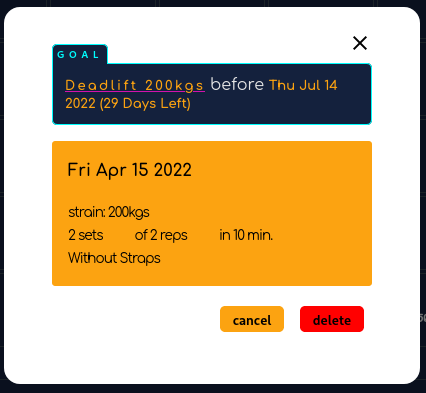 GOAL
Deadlift 200kgs before Thu Jul 14
2022 (29 Days Left)
Fri Apr 15 2022
strain: 200kgs
2 sets of 2 reps in 10 min.
Without Straps
cancel delete